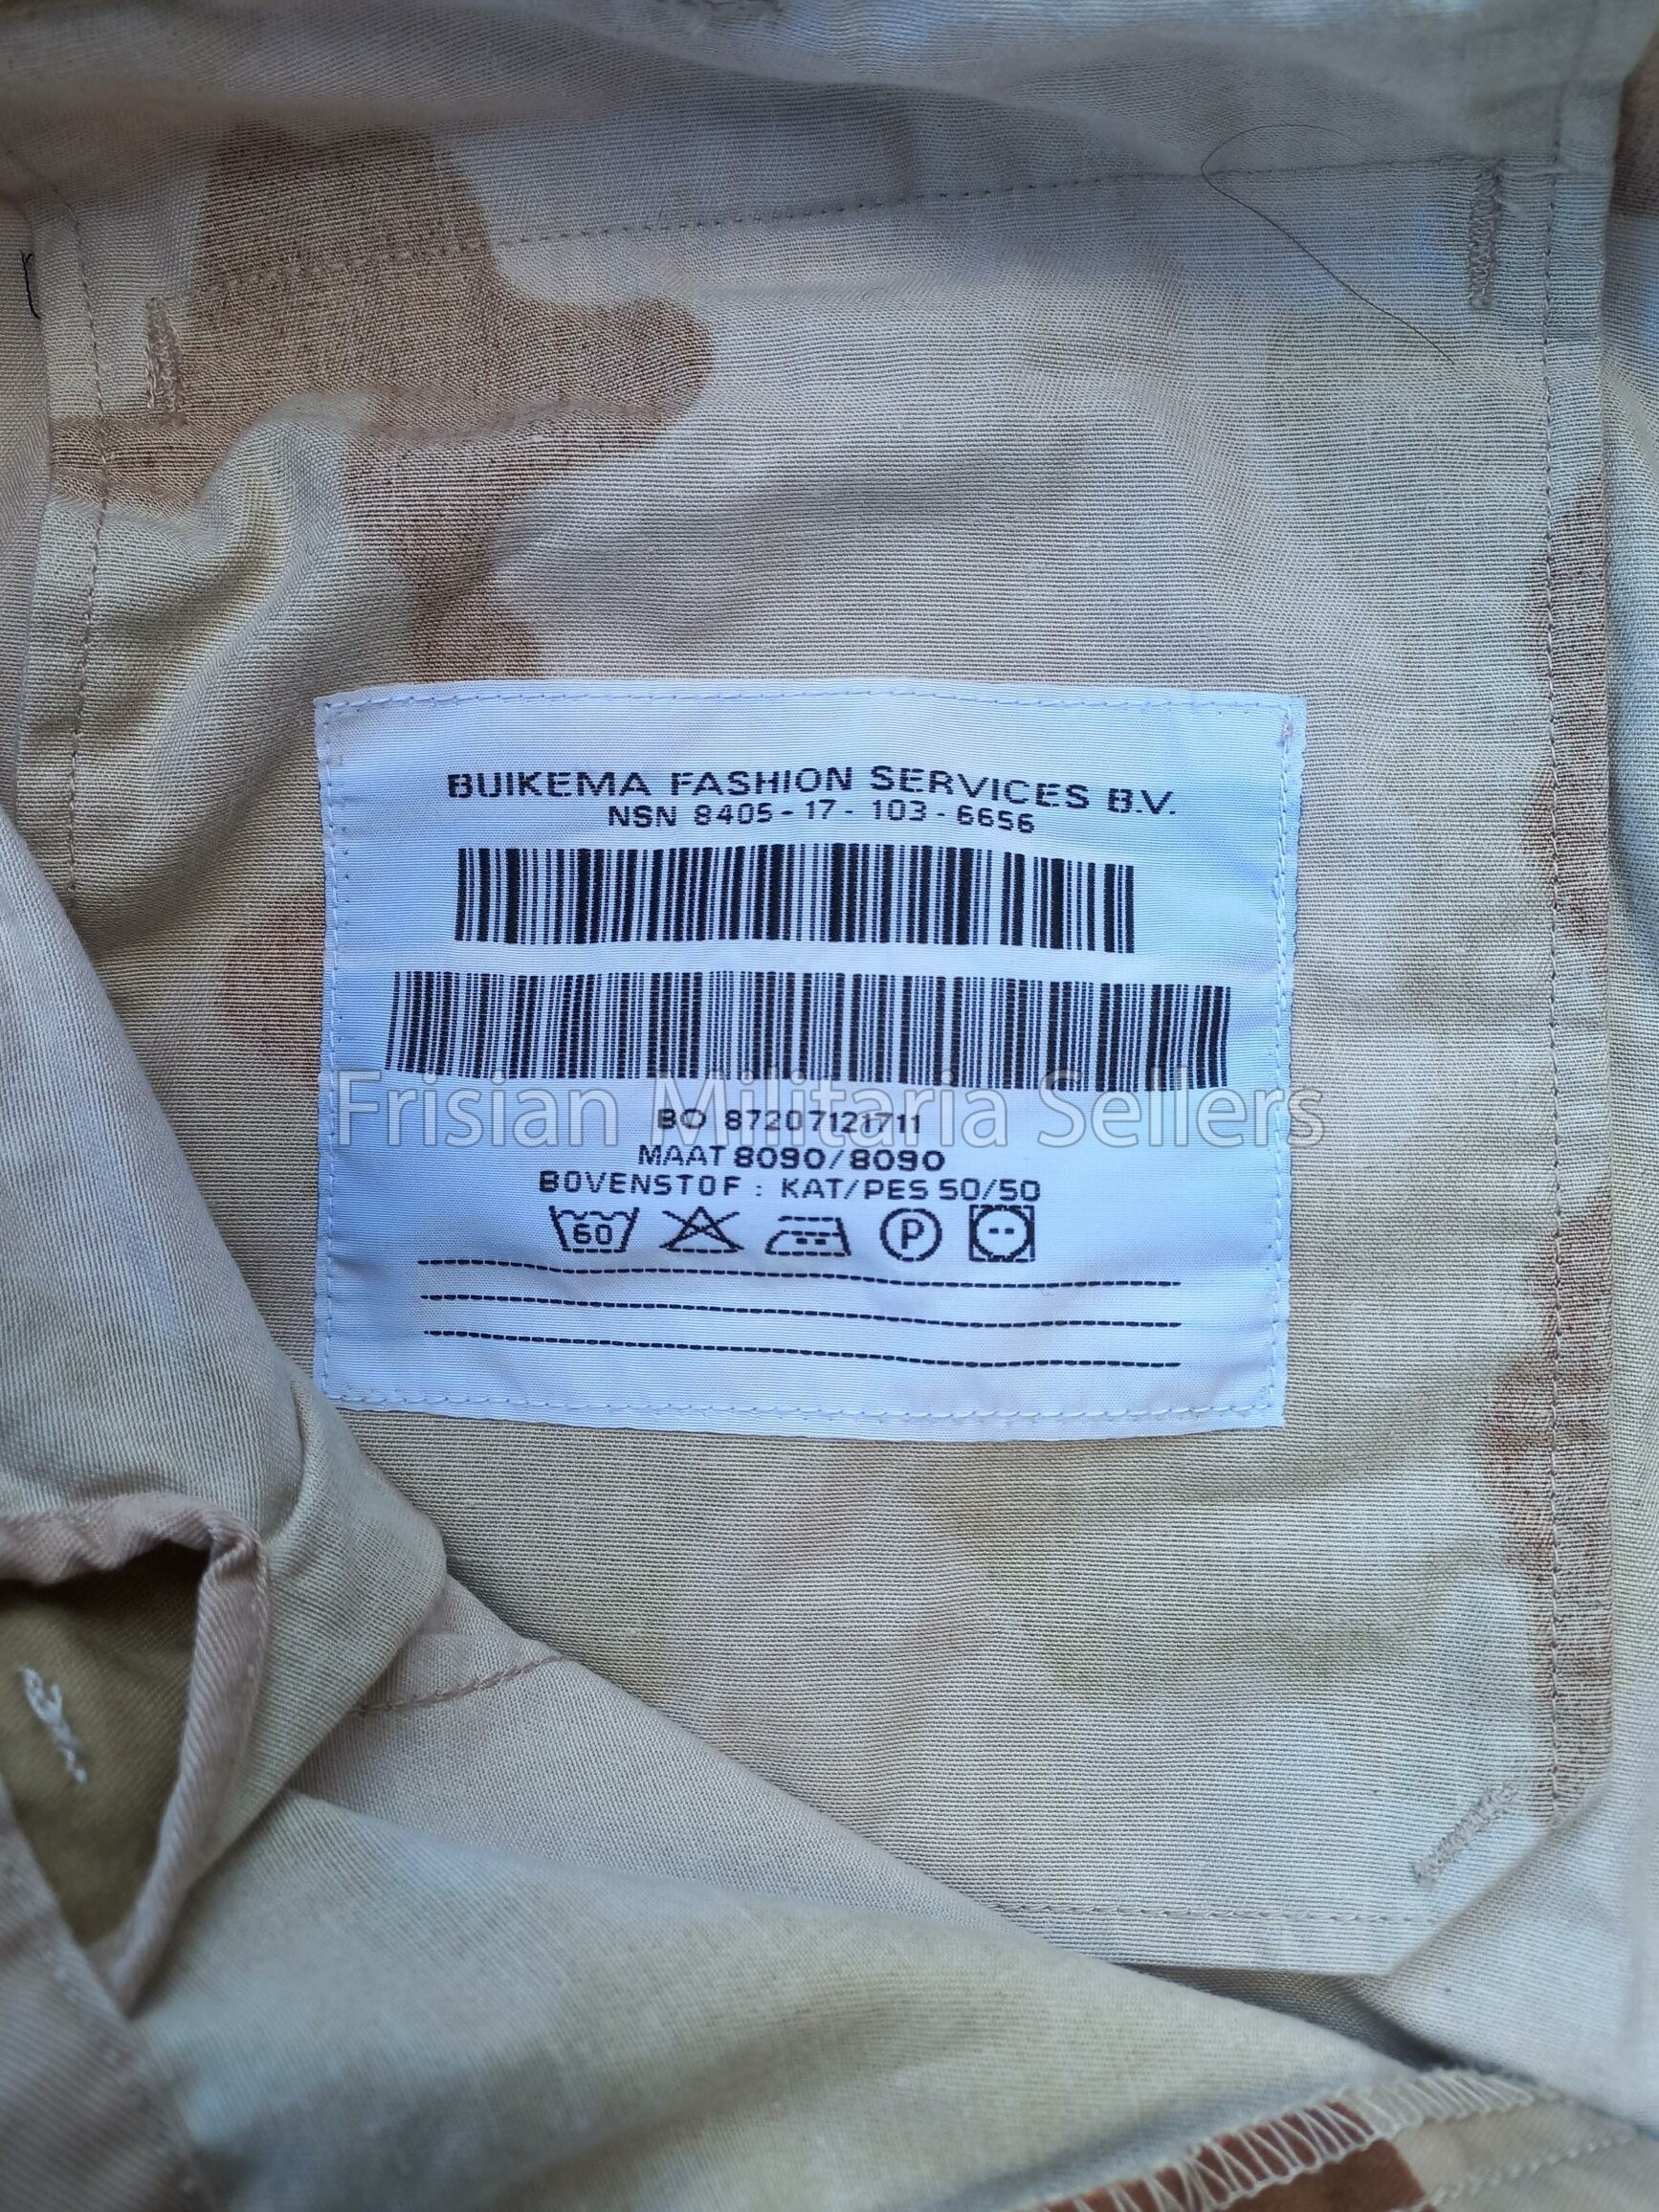 BUIKEMA FASHION SERVICES B.V.
NSN 8405-17-103-6656
Frisian Militaria Sellers
BO 87207121711
MAAT 8090/8090
BOVENSTOF : KAT/PES 50/50
60 P